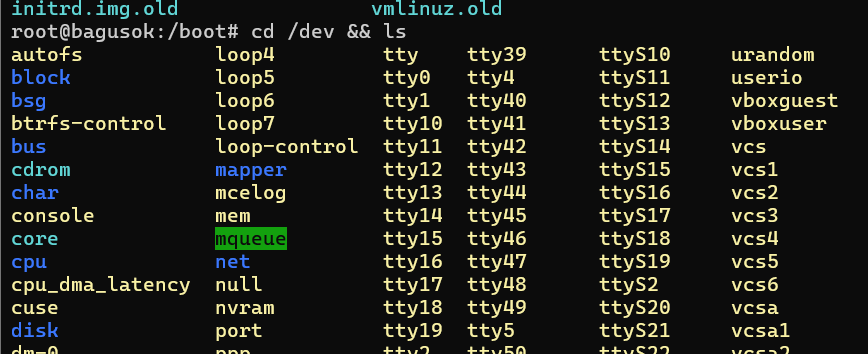 initrd.img.old vmlinuz.old
root@bagusok:/boot# cd /dev && ls
autofs loop4 tty tty39 ttyS10 urandom
block loop5 tty0 tty4 ttyS11 userio
bsg loop6 tty1 tty40 ttyS12 vboxguest
btrfs-control loop7 tty10 tty41 ttyS13 vboxuser
bus loop-control tty11 tty42 ttyS14 vcs
cdrom mapper tty12 tty43 ttyS15 vcs1
char mcelog tty13 tty44 ttyS16 vcs2
console mem tty14 tty45 ttyS17 vcs3
core mqueue tty15 tty46 ttyS18 vcs4
cpu net tty16 tty47 ttyS19 vcs5
cpu_dma_latency null tty17 tty48 ttyS2 vcs6
cuse nvram tty18 tty49 ttyS20 vcsa
disk port tty19 tty5 ttyS21 vcsa1
dm-0 ppp tty2 tty50 ttyS22 vcsa2